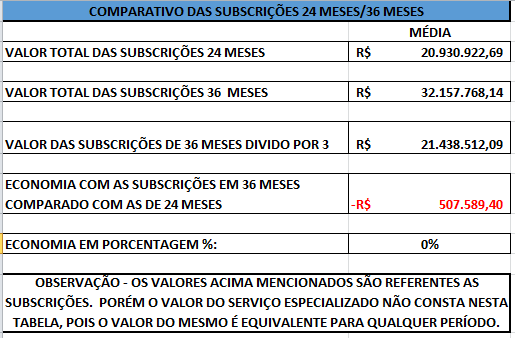 COMPARATIVO DAS SUBSCRIÇÕES 24 MESES/36 MESES
MÉDIA
VALOR TOTAL DAS SUBSCRIÇÕES 24 MESES R$ 20.930.922,69
VALOR TOTAL DAS SUBSCRIÇÕES 36 MESES R$ 32.157.768,14
VALOR DAS SUBSCRIÇÕES DE 36 MESES DIVIDO POR 3 R$ 21.438.512,09
ECONOMIA COM AS SUBSCRIÇÕES EM 36 MESES
COMPARADO COM AS DE 24 MESES -R$ 507.589,40
ECONOMIA EM PORCENTAGEM %: 0%
OBSERVAÇÃO - OS VALORES ACIMA MENCIONADOS SÃO REFERENTES AS
SUBSCRIÇÕES. PORÉM O VALOR DO SERVIÇO ESPECIALIZADO NÃO CONSTA NESTA
TABELA, POIS O VALOR DO MESMO É EQUIVALENTE PARA QUALQUER PERÍODO.